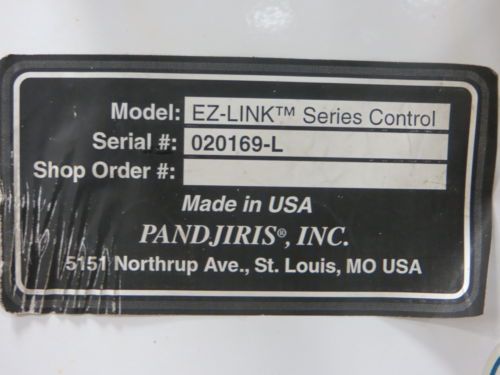 Model: EZ-LINK™ Series Control
Serial #: 020169-L
Shop Order #:
Made in USA
PANDJIRIS®, INC.
5151 Northrup Ave., St. Louis, MO USA